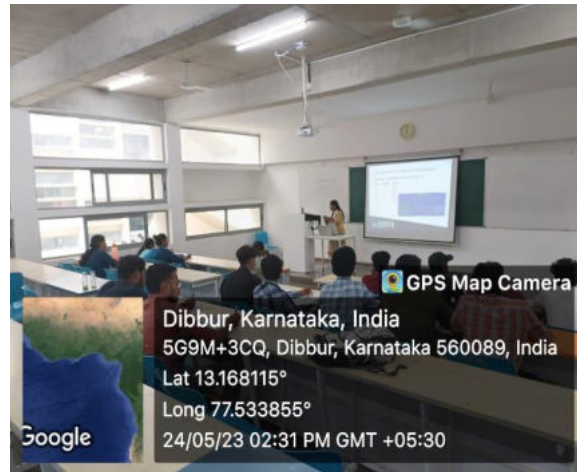 GPS Map Camera
Dibbur, Karnataka, India
5G9M+3CQ, Dibbur, Karnataka 560089, India
Lat 13.168115°
Long 77.533855°
24/05/23 02:31 PM GMT +05:30
Google